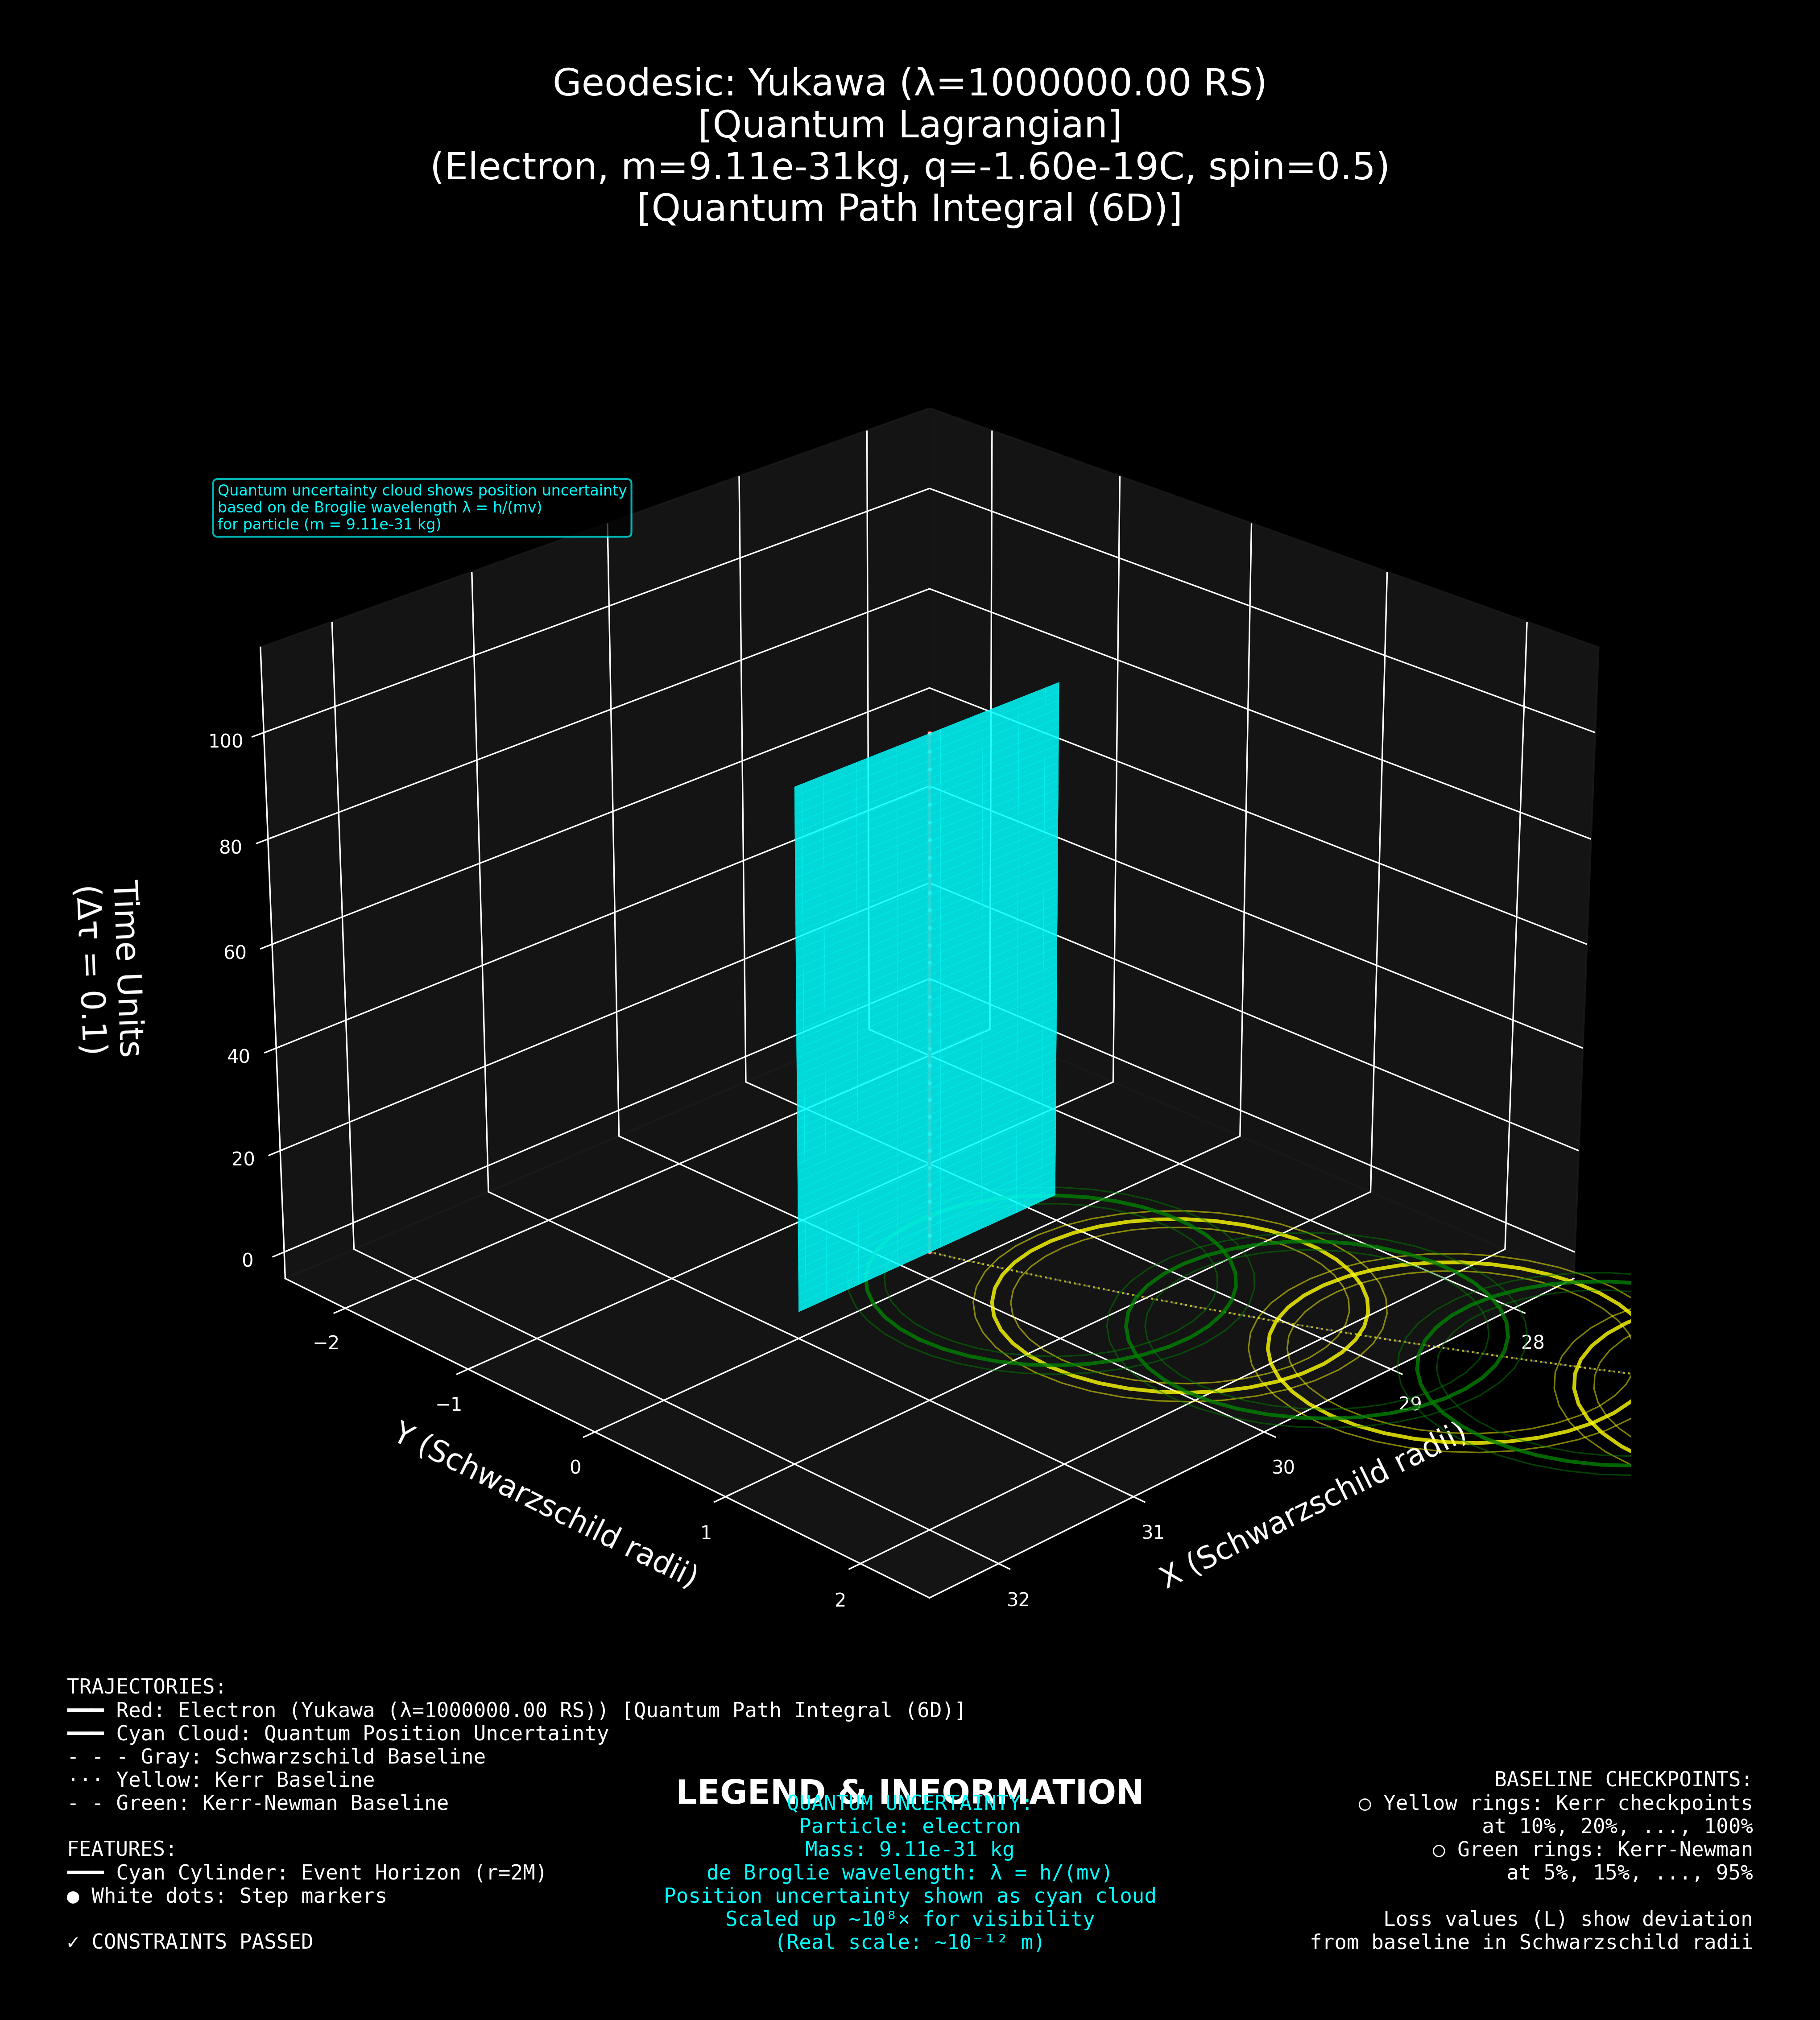 Geodesic: Yukawa (λ=1000000.00 RS)
[Quantum Lagrangian]
(Electron, m=9.11e-31kg, q=-1.60e-19C, spin=0.5)
[Quantum Path Integral (6D)]
Quantum uncertainty cloud shows position uncertainty
based on de Broglie wavelength λ = h/(mv)
for particle (m = 9.11e-31 kg)
100
80
60
40
20
0
Time Units
(Δτ = 0.1)
−2
−1
0
1
2
Y (Schwarzschild radii)
28
29
30
31
32
X (Schwarzschild radii)
TRAJECTORIES:
━━━ Red: Electron (Yukawa (λ=1000000.00 RS)) [Quantum Path Integral (6D)]
━━━ Cyan Cloud: Quantum Position Uncertainty
- - - Gray: Schwarzschild Baseline
··· Yellow: Kerr Baseline
- - Green: Kerr-Newman Baseline
FEATURES:
━━━ Cyan Cylinder: Event Horizon (r=2M)
● White dots: Step markers
✓ CONSTRAINTS PASSED
LEGEND & INFORMATION
QUANTUM UNCERTAINTY:
Particle: electron
Mass: 9.11e-31 kg
de Broglie wavelength: λ = h/(mv)
Position uncertainty shown as cyan cloud
Scaled up ~10⁸× for visibility
(Real scale: ~10⁻¹² m)
BASELINE CHECKPOINTS:
○ Yellow rings: Kerr checkpoints
at 10%, 20%, ..., 100%
○ Green rings: Kerr-Newman
at 5%, 15%, ..., 95%
Loss values (L) show deviation
from baseline in Schwarzschild radii